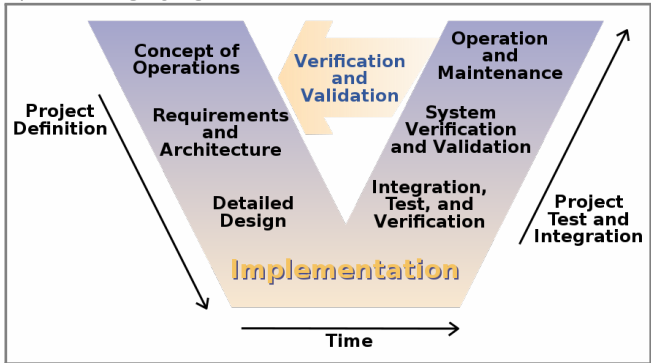 Concept of
Operations
Verification
and
Validation
Operation
and
Maintenance
Project
Definition
Requirements
and
Architecture
System
Verification
and Validation
Detailed
Design
Integration,
Test, and
Verification
Project
Test and
Integration
Implementation
Time